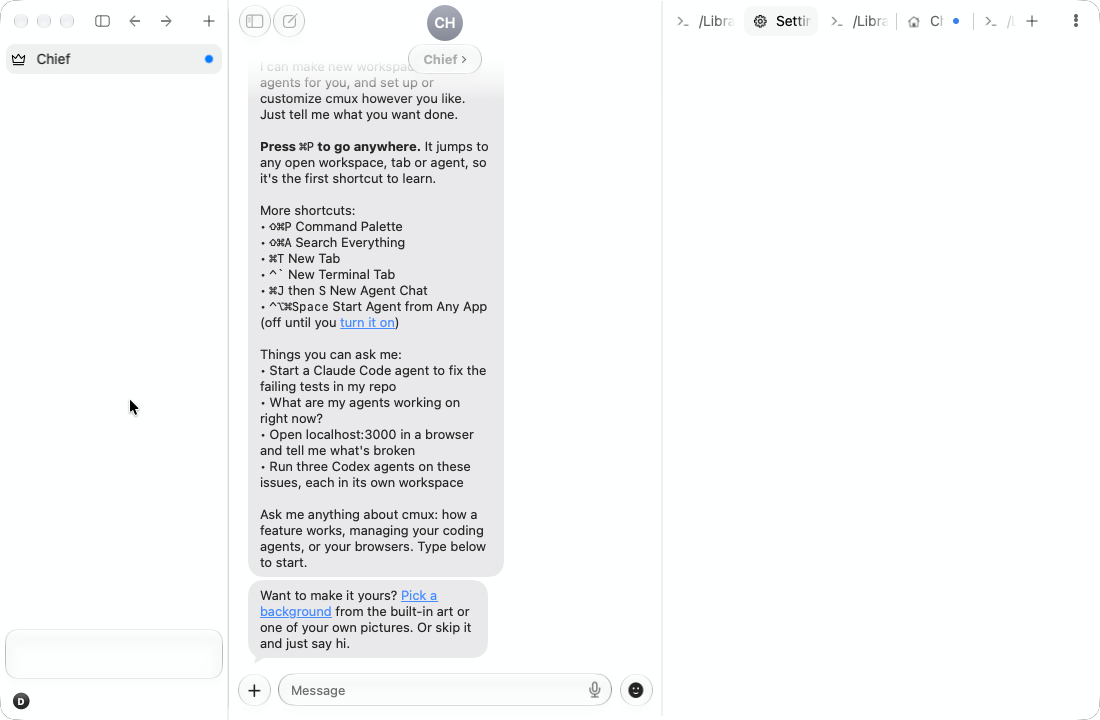 Chief
CH
Chief
I can make new workspac
agents for you, and set up or
customize cmux however you like.
Just tell me what you want done.
Press ⌘P to go anywhere. It jumps to
any open workspace, tab or agent, so
it's the first shortcut to learn.
More shortcuts:
• ⇧⌘P Command Palette
• ⇧⌘A Search Everything
• ⌘T New Tab
• ^` New Terminal Tab
• ⌘J then S New Agent Chat
• ^⌥⌘Space Start Agent from Any App
(off until you turn it on)
Things you can ask me:
• Start a Claude Code agent to fix the
failing tests in my repo
• What are my agents working on
right now?
• Open localhost:3000 in a browser
and tell me what's broken
• Run three Codex agents on these
issues, each in its own workspace
Ask me anything about cmux: how a
feature works, managing your coding
agents, or your browsers. Type below
to start.
Want to make it yours? Pick a
background from the built-in art or
one of your own pictures. Or skip it
and just say hi.
Message
D
/Libra
Settin
/Libra
Ch